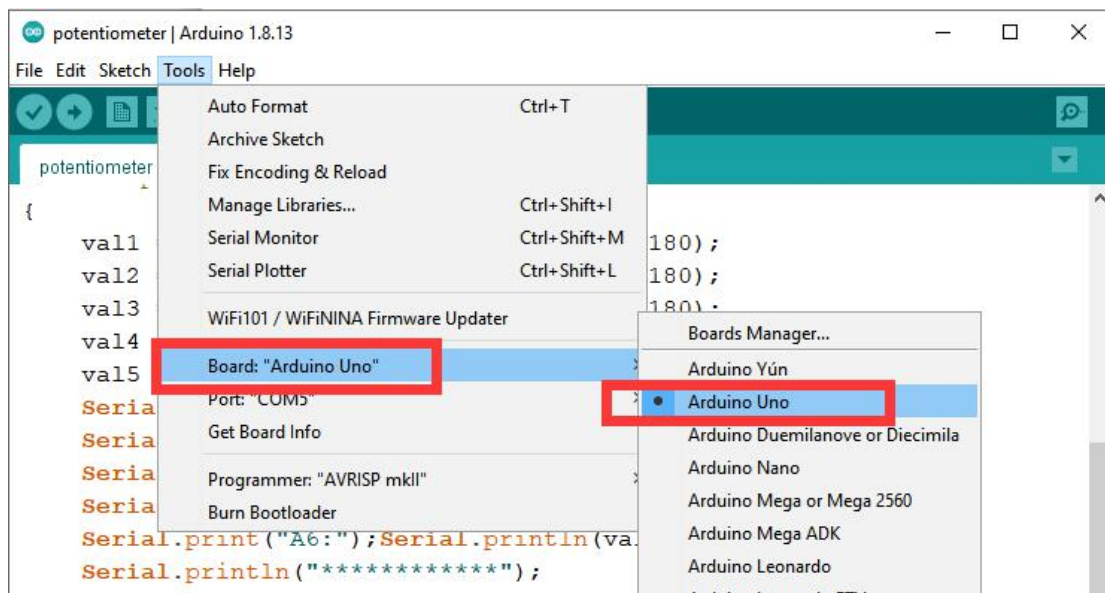 potentiometer | Arduino 1.8.13
File Edit Sketch Tools Help
potentiometer
Auto Format Ctrl+T
Archive Sketch
Fix Encoding & Reload
Manage Libraries... Ctrl+Shift+I
Serial Monitor Ctrl+Shift+M
Serial Plotter Ctrl+Shift+L
WiFi101 / WiFiNINA Firmware Updater
Board: "Arduino Uno"
Port: "COM5"
Get Board Info
Programmer: "AVRISP mkII"
Burn Bootloader
Boards Manager...
Arduino Yún
Arduino Uno
Arduino Duemilanove or Diecimila
Arduino Nano
Arduino Mega or Mega 2560
Arduino Mega ADK
Arduino Leonardo
{
val1 180);
val2 180);
val3 180);
val4
val5
Seria
Seria
Seria
Seria
Serial.print("A6:");Serial.println(va
Serial.println("************");